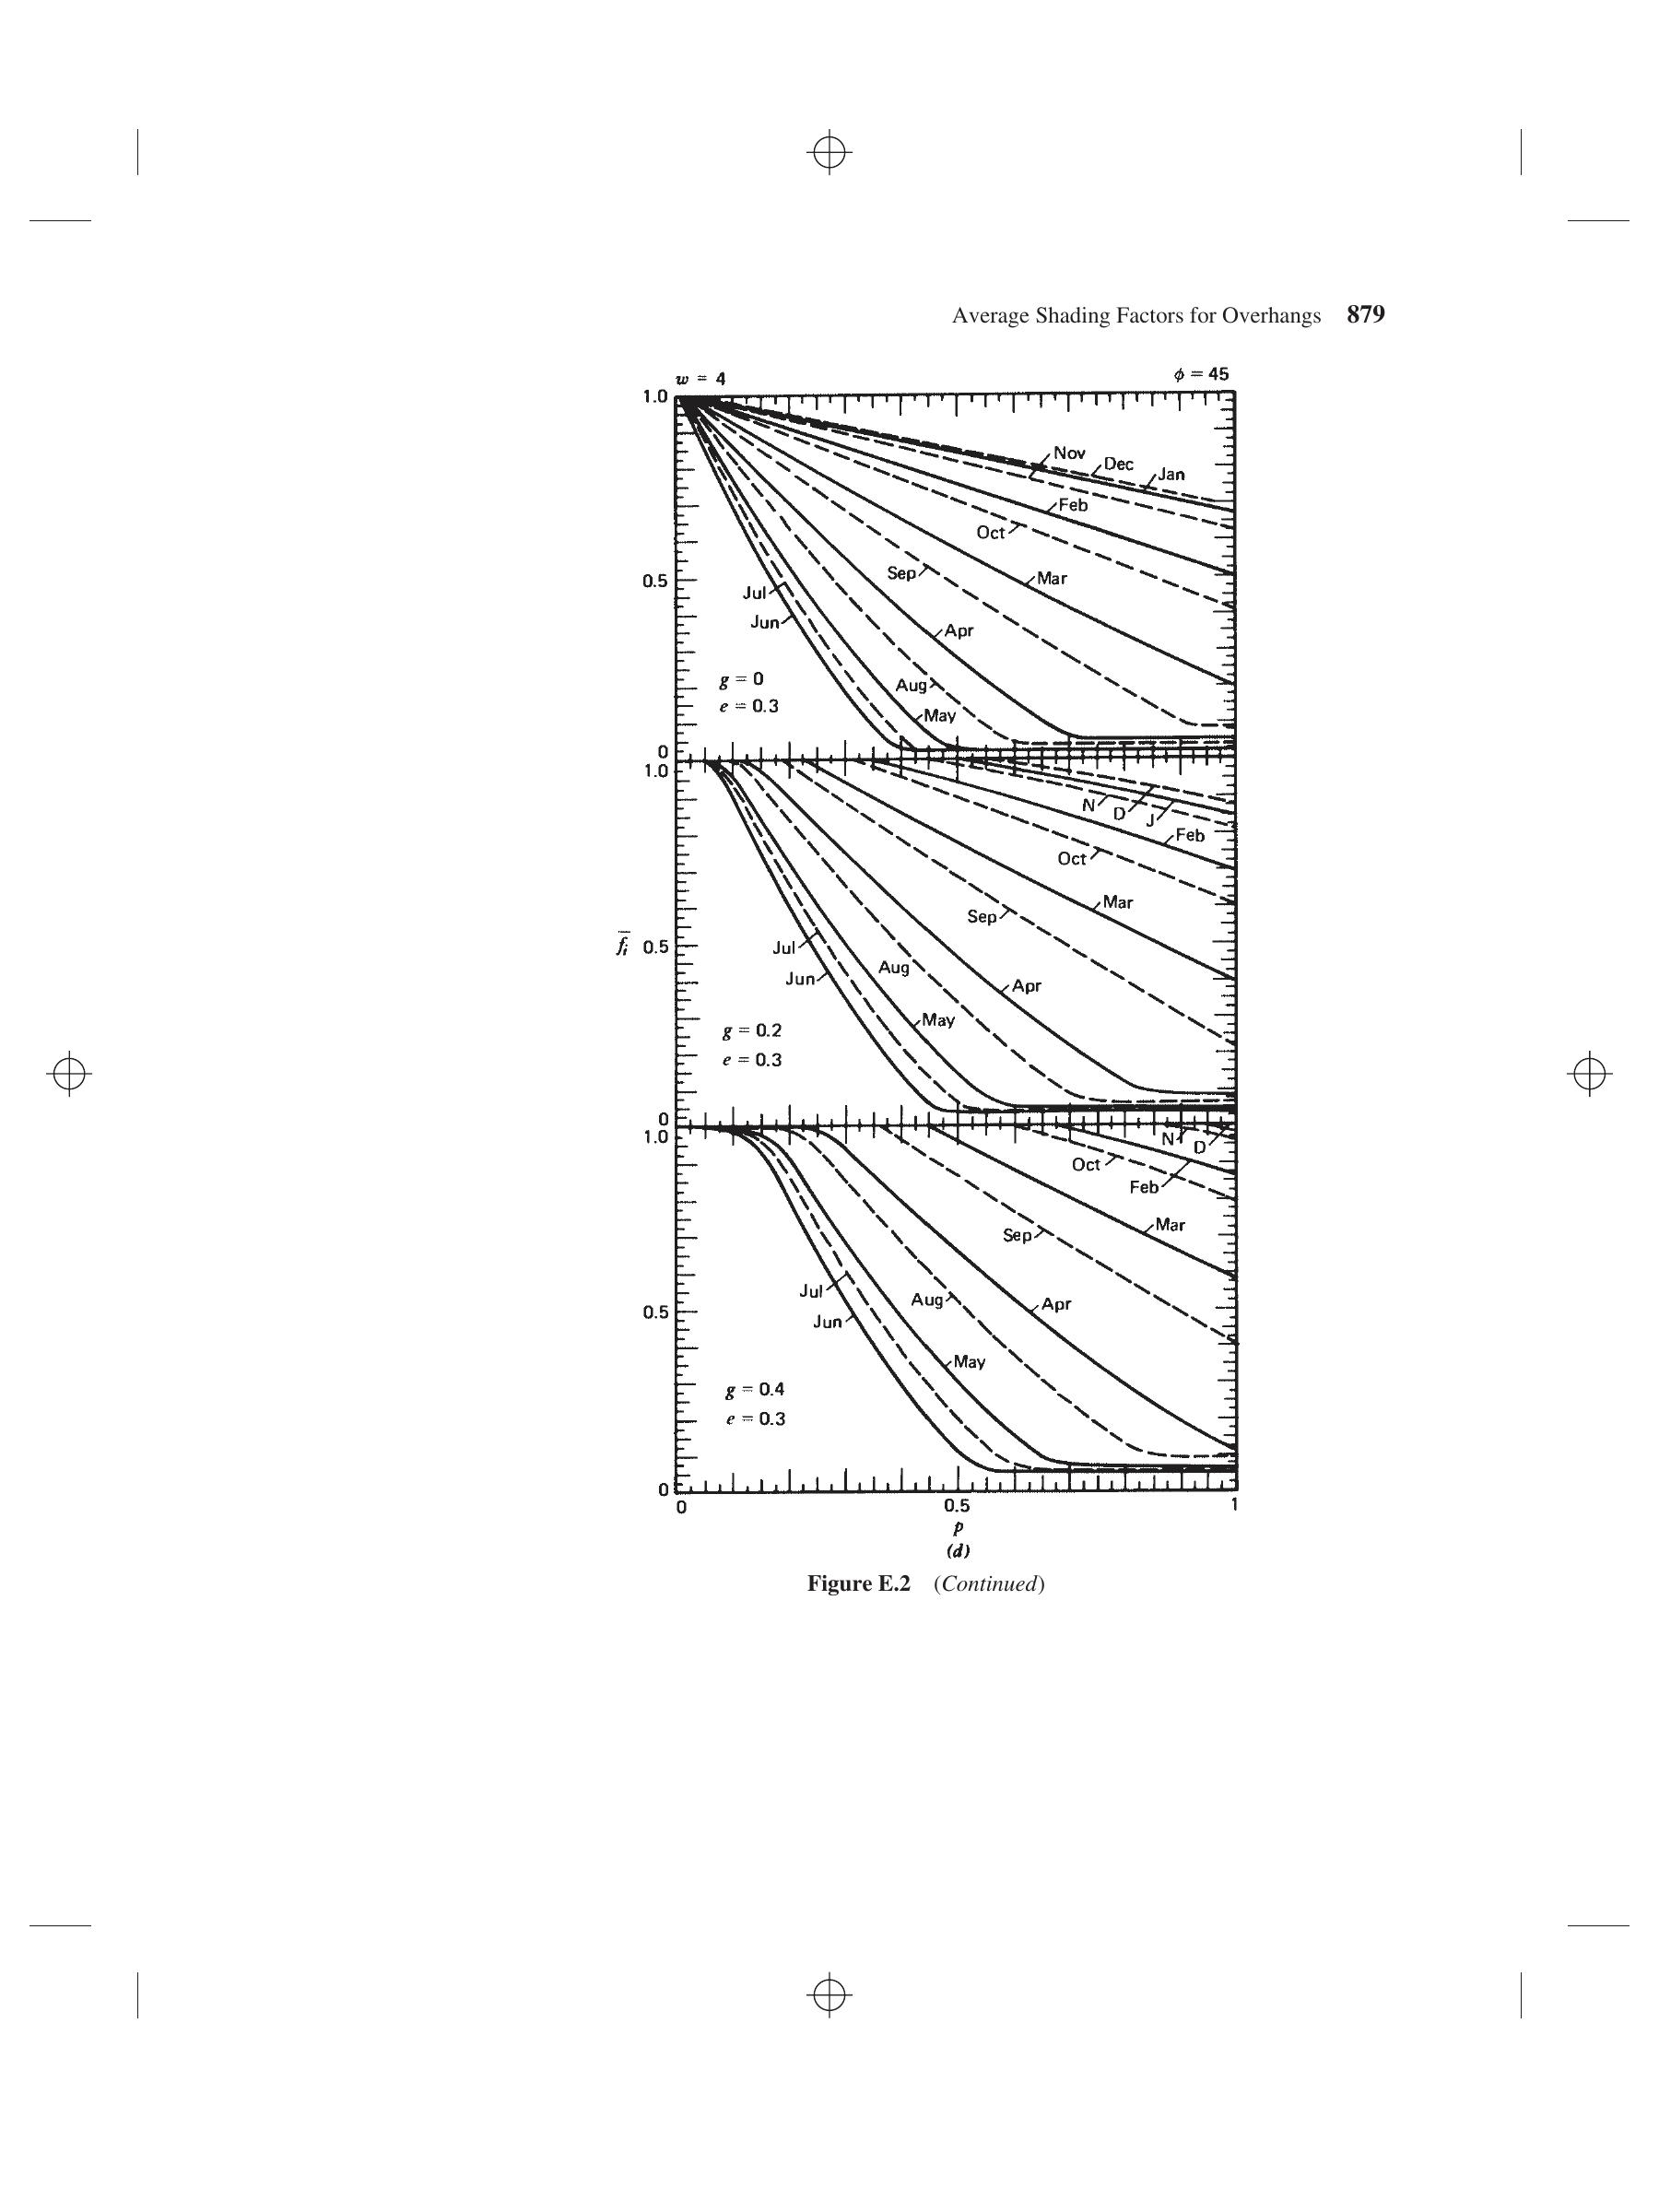 Average Shading Factors for Overhangs 879
w = 4
ϕ = 45
1.0
Nov
Dec
Jan
Feb
Oct
0.5
Sep
Mar
Jul
Jun
Apr
g = 0
Aug
e = 0.3
May
0
1.0
N
D
J
Feb
Oct
Mar
Sep
f̄i 0.5
Jul
Aug
Jun
Apr
May
g = 0.2
e = 0.3
0
1.0
N
D
Oct
Feb
Mar
Sep
Jul
Aug
Apr
0.5
Jun
May
g = 0.4
e = 0.3
0
0
0.5
1
p
(d)
Figure E.2 (Continued)